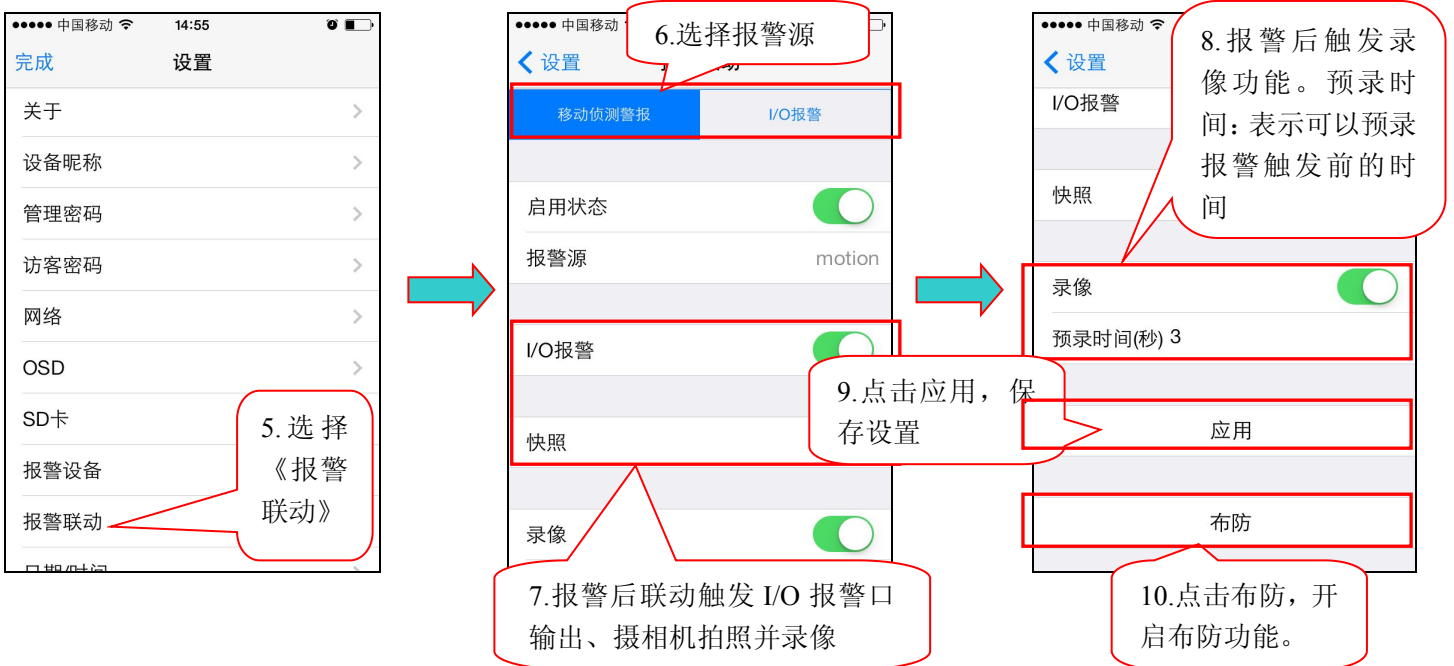 中国移动 14:55
完成 设置
关于
设备昵称
管理密码
访客密码
网络
OSD
SD卡
报警设备
报警联动
5.选择
《报警
联动》
中国移动
6.选择报警源
设置
移动侦测警报 I/O报警
启用状态
报警源 motion
I/O报警
快照
录像
7.报警后联动触发 I/O 报警口
输出、摄相机拍照并录像
中国移动
设置
8.报警后触发录
像功能。预录时
间：表示可以预录
报警触发前的时
间
I/O报警
快照
录像
预录时间(秒) 3
9.点击应用，保
存设置
应用
布防
10.点击布防，开
启布防功能。